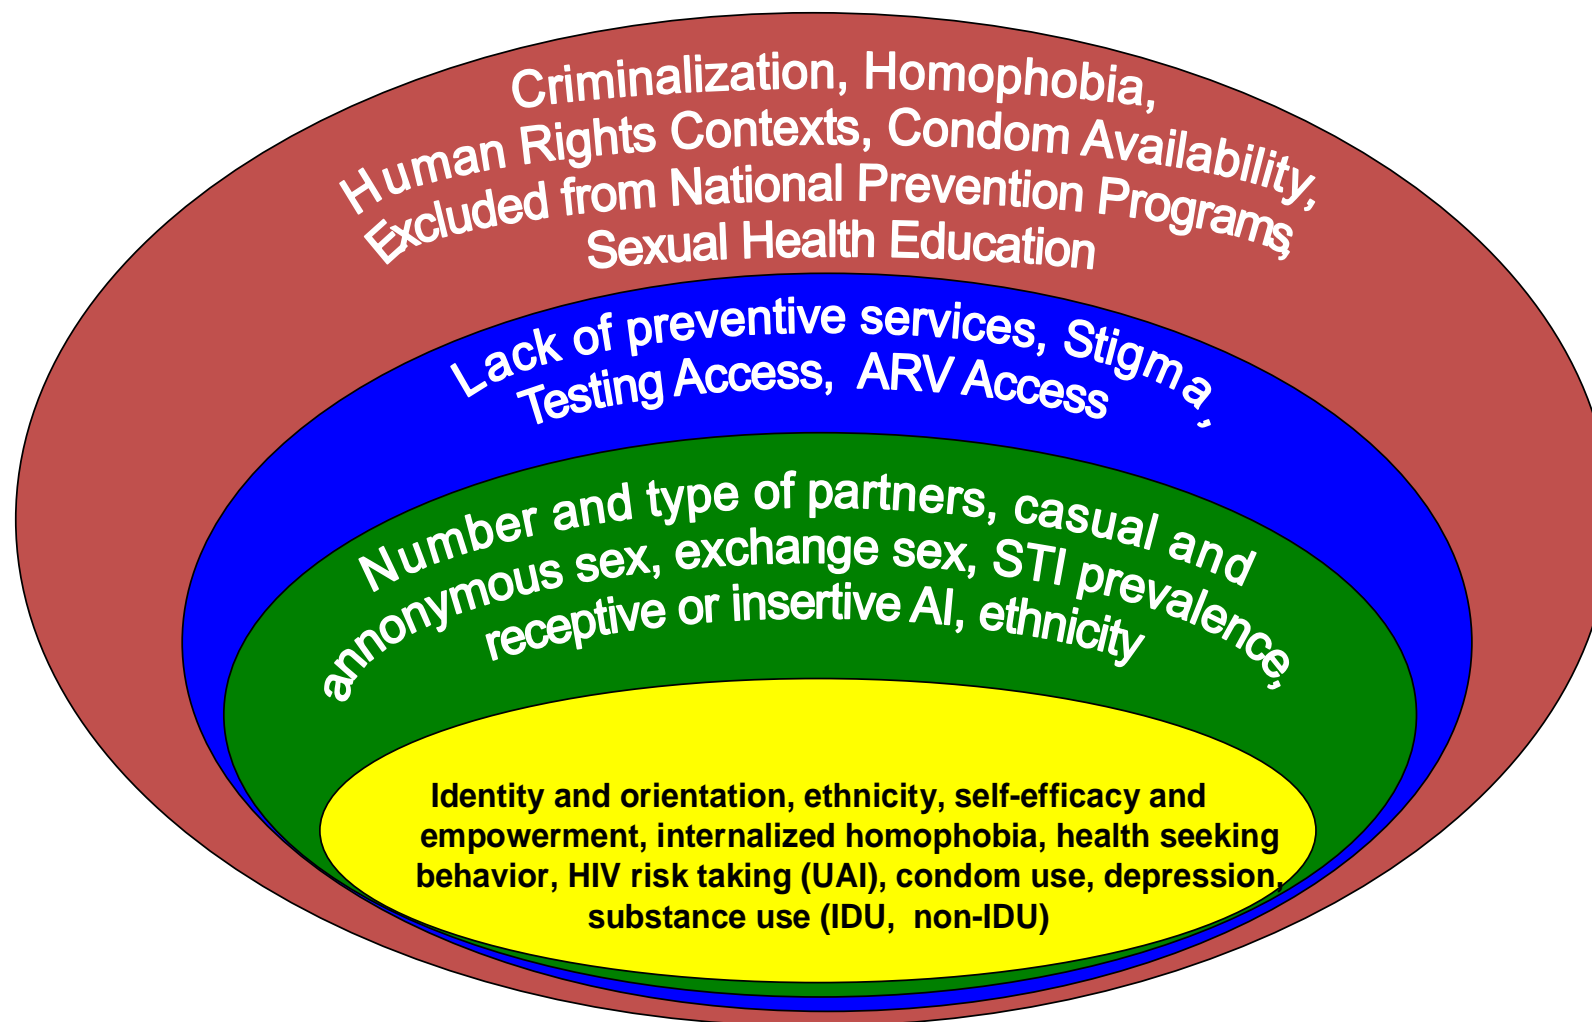 Criminalization, Homophobia,
Human Rights Contexts, Condom Availability,
Excluded from National Prevention Programs,
Sexual Health Education
Lack of preventive services, Stigma,
Testing Access,  ARV Access
Number and type of partners, casual and
annonymous sex, exchange sex, STI prevalence,
receptive or insertive AI, ethnicity
Identity and orientation, ethnicity, self-efficacy and
empowerment, internalized homophobia, health seeking
behavior, HIV risk taking (UAI), condom use, depression,
substance use (IDU,  non-IDU)